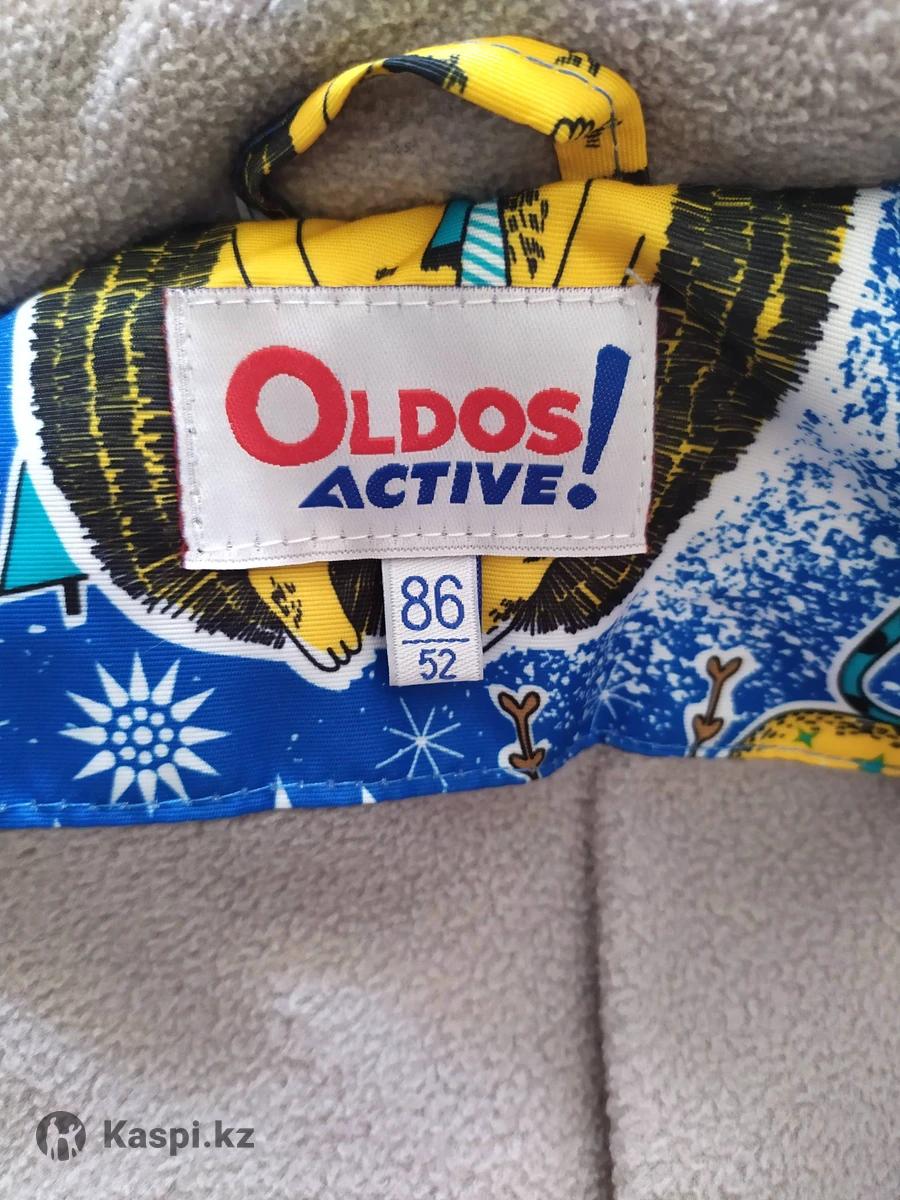 OLDOS!
ACTIVE
86
52
Kaspi.kz